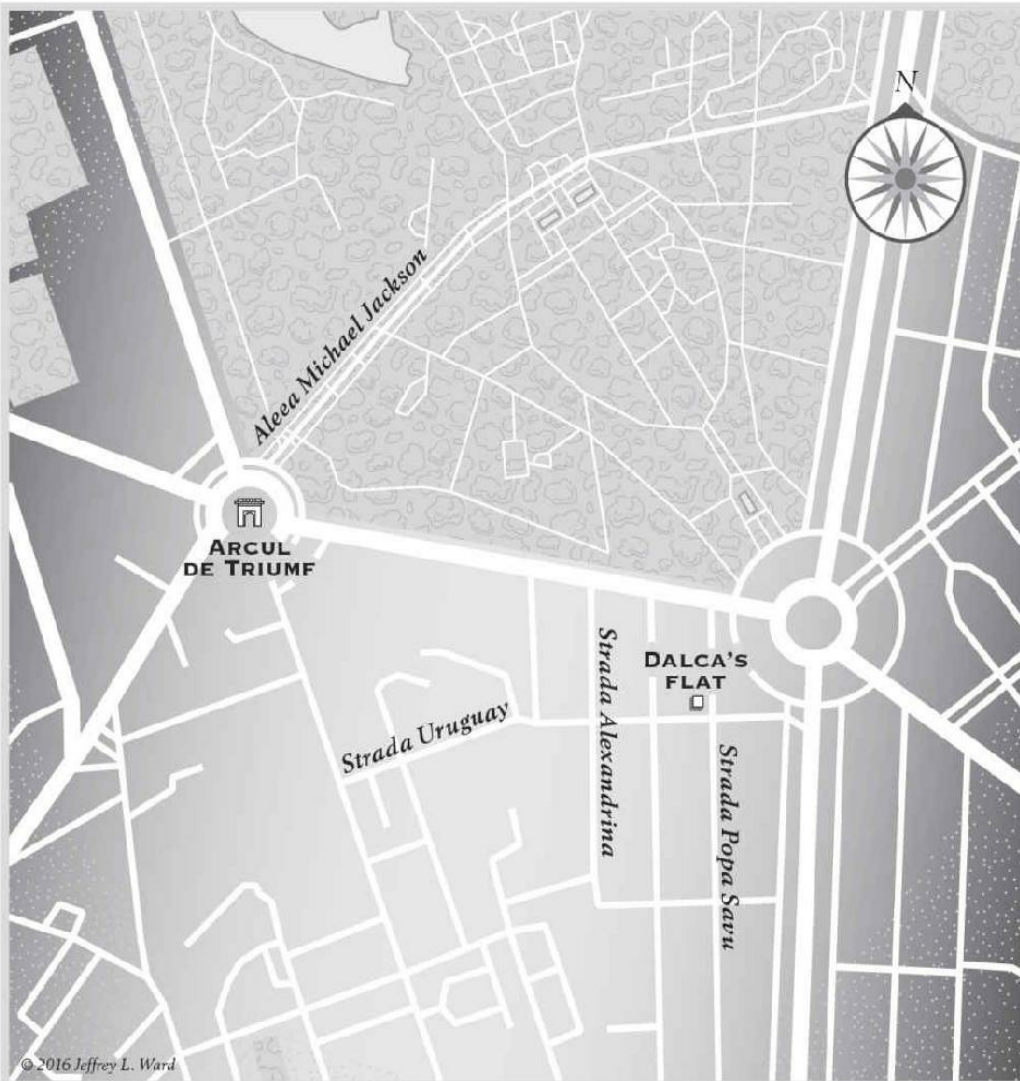 N
Aleea Michael Jackson
ARCUL
DE TRIUMF
Strada Alexandrina
DALCA'S
FLAT
Strada Uruguay
Strada Popa Savu
© 2016 Jeffrey L. Ward